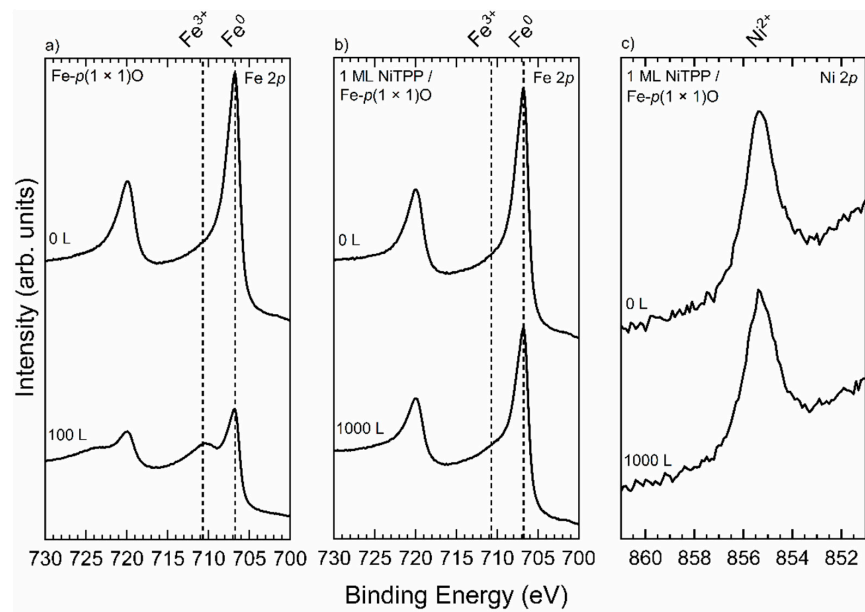 a)
Fe³⁺
Fe⁰
Fe-p(1 × 1)O
Fe 2p
0 L
100 L
730 725 720 715 710 705 700
b)
Fe³⁺
Fe⁰
1 ML NiTPP /
Fe-p(1 × 1)O
Fe 2p
0 L
1000 L
730 725 720 715 710 705 700
c)
Ni²⁺
1 ML NiTPP /
Fe-p(1 × 1)O
Ni 2p
0 L
1000 L
860 858 856 854 852
Intensity (arb. units)
Binding Energy (eV)